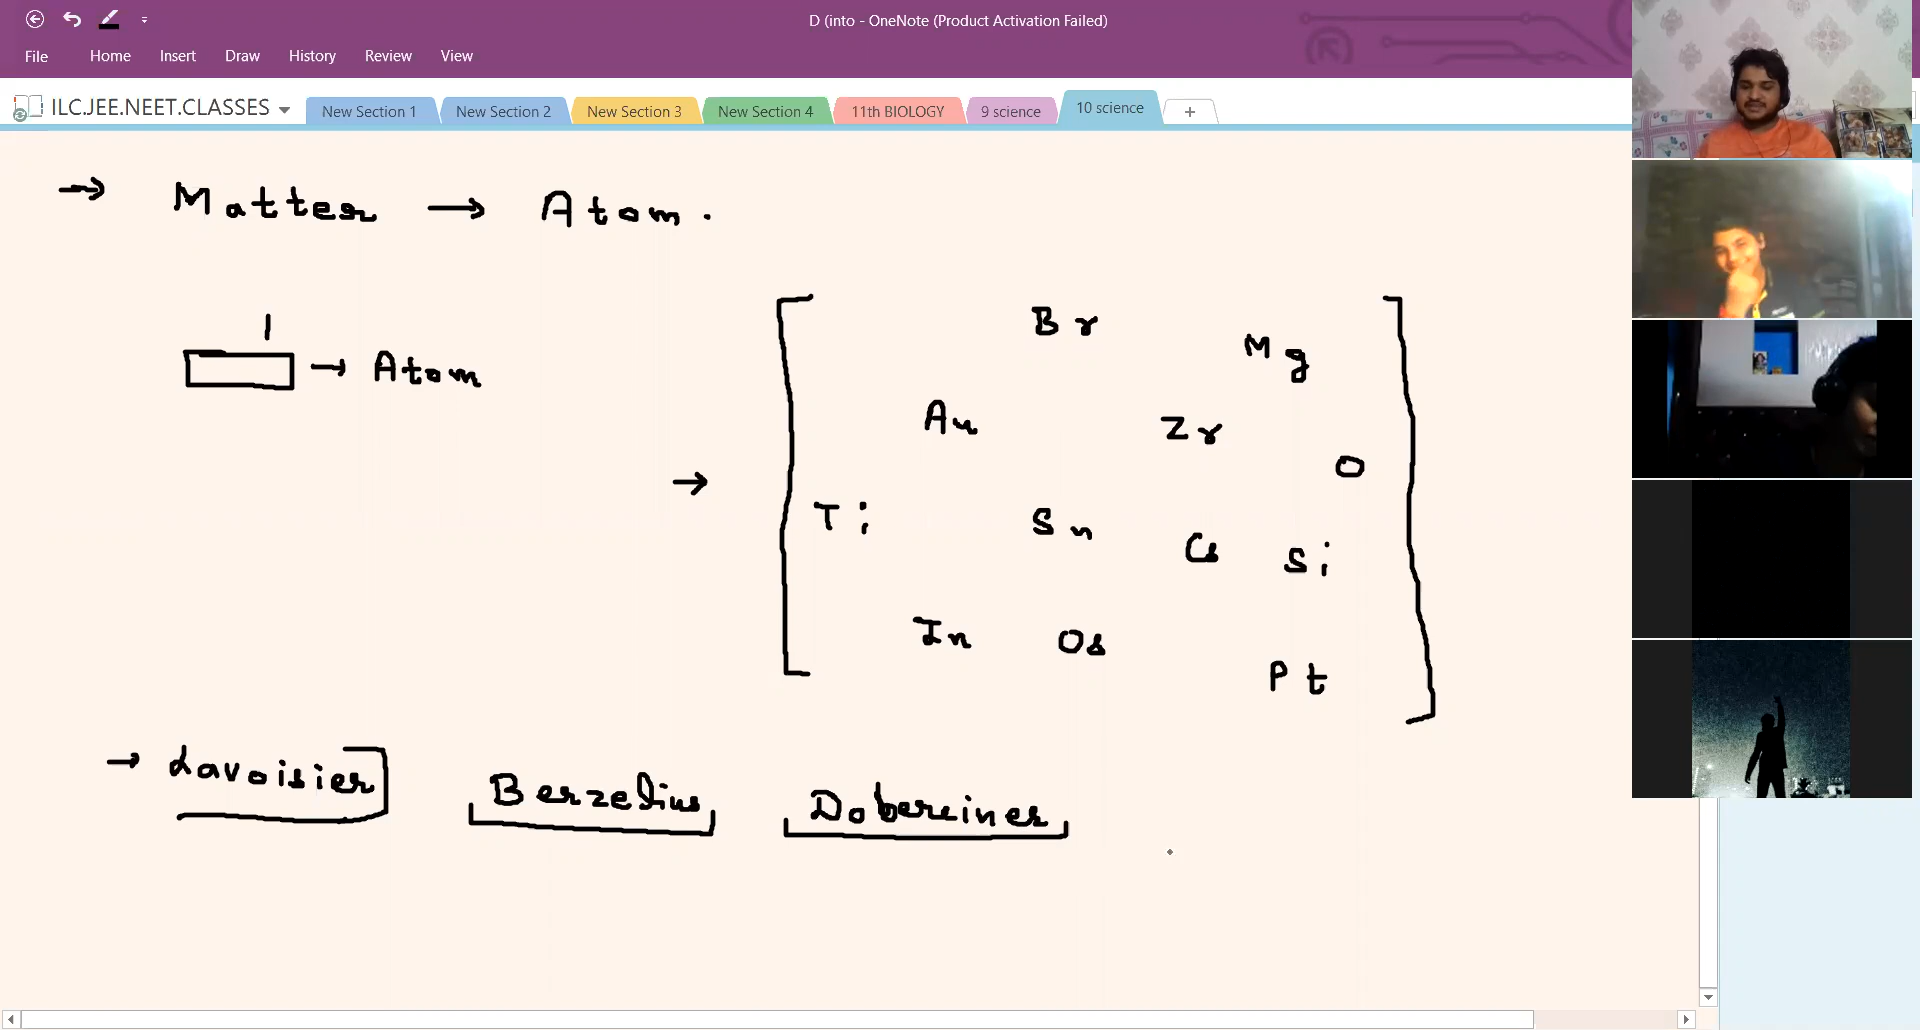 D (into - OneNote (Product Activation Failed)
File Home Insert Draw History Review View
ILC.JEE.NEET.CLASSES New Section 1 New Section 2 New Section 3 New Section 4 11th BIOLOGY 9 science 10 science +
→ Matter → Atom.
Br
Mg
→ Atom
Au
Zr
O
→
Ti
Sn
Si
In
Os
Pt
→ Lavoisier
Berzelius
Dobereiner